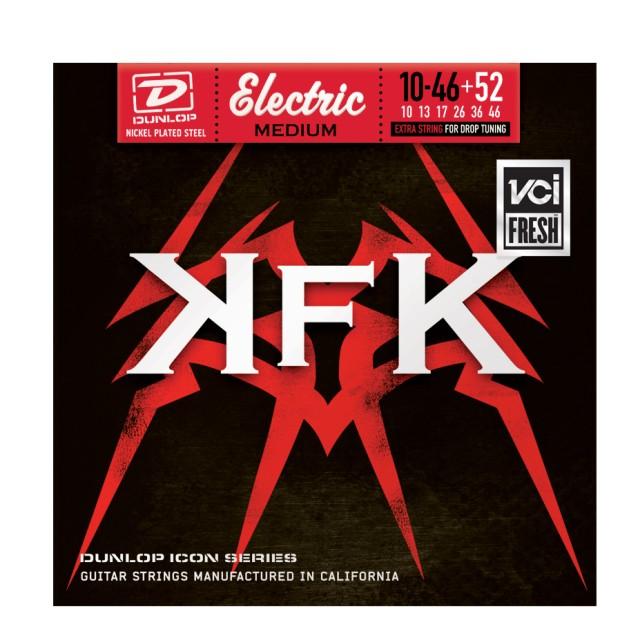 DUNLOP
NICKEL PLATED STEEL
Electric
MEDIUM
10-46+52
10 13 17 26 36 46
EXTRA STRING FOR DROP TUNING
VCi
FRESH
KFK
DUNLOP ICON SERIES
GUITAR STRINGS MANUFACTURED IN CALIFORNIA